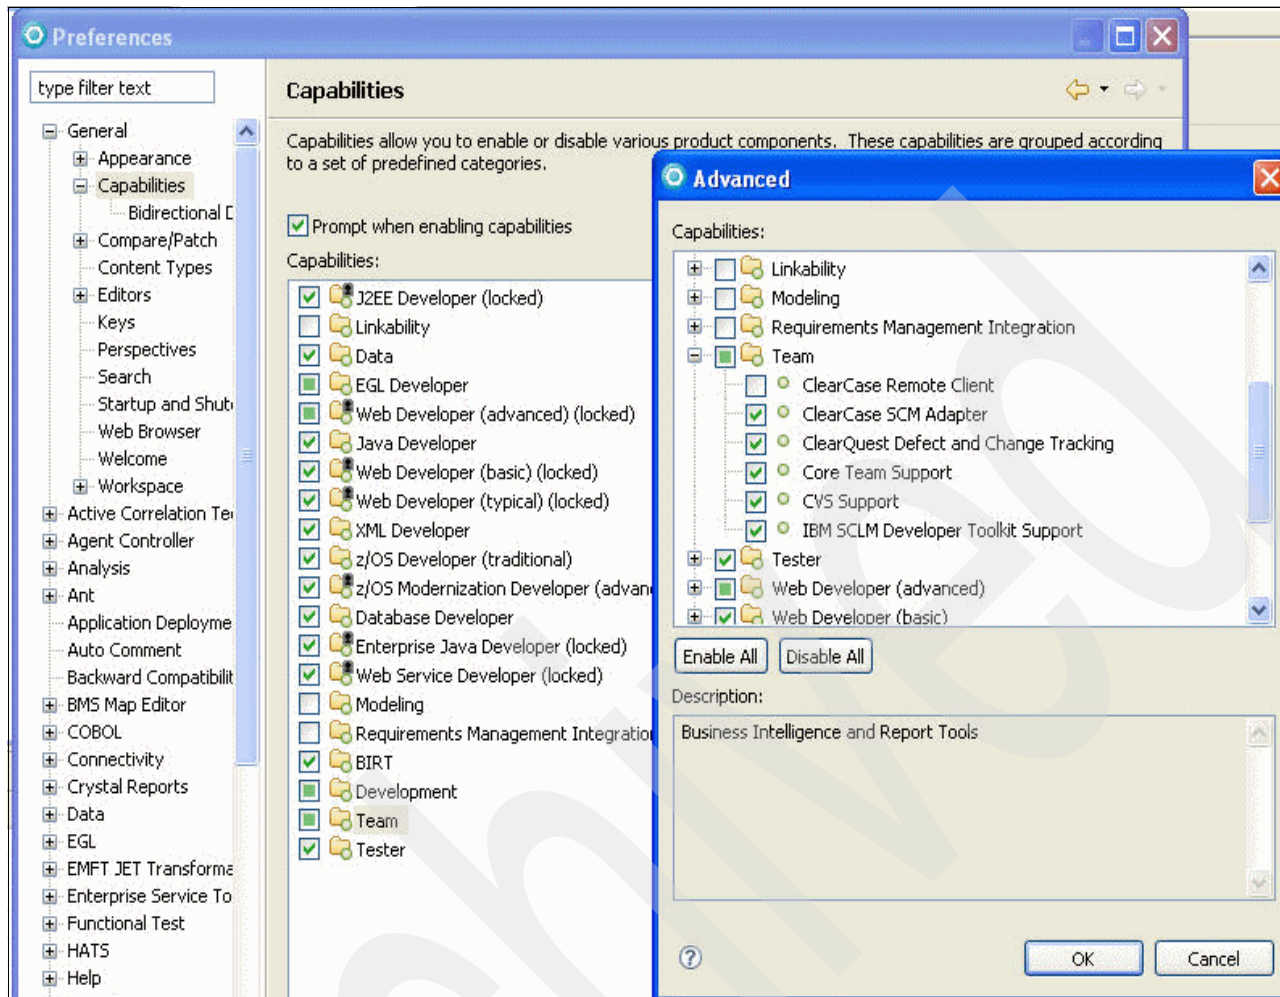 Preferences
type filter text
General
Appearance
Capabilities
Bidirectional
Compare/Patch
Content Types
Editors
Keys
Perspectives
Search
Startup and
Web Browser
Welcome
Workspace
Active Correlation
Agent Controller
Analysis
Ant
Application
Auto Comment
Backward
BMS Map Editor
COBOL
Connectivity
Crystal Reports
Data
EGL
EMFT JET
Enterprise Service
Functional Test
HATS
Help
Capabilities
Capabilities allow you to enable or disable various product components. These capabilities are grouped according
to a set of predefined categories.
Prompt when enabling capabilities
Capabilities:
J2EE Developer (locked)
Linkability
Data
EGL Developer
Web Developer (advanced) (locked)
Java Developer
Web Developer (basic) (locked)
Web Developer (typical) (locked)
XML Developer
z/OS Developer (traditional)
z/OS Modernization Developer
Database Developer
Enterprise Java Developer (locked)
Web Service Developer (locked)
Modeling
Requirements Management
BIRT
Development
Team
Tester
Advanced
Capabilities:
Linkability
Modeling
Requirements Management Integration
Team
ClearCase Remote Client
ClearCase SCM Adapter
ClearQuest Defect and Change Tracking
Core Team Support
CVS Support
IBM SCLM Developer Toolkit Support
Tester
Web Developer (advanced)
Web Developer (basic)
Enable All Disable All
Description:
Business Intelligence and Report Tools
OK Cancel